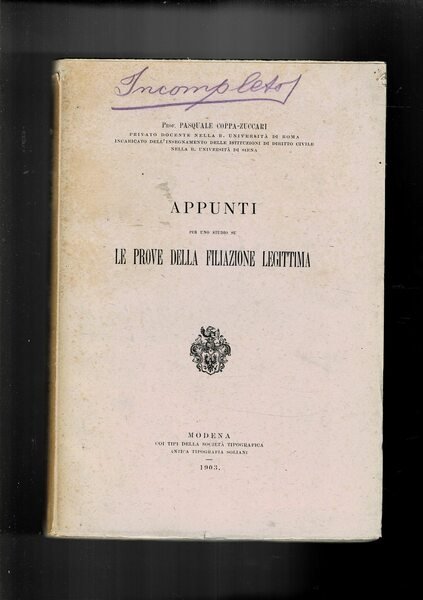 Incompleto
Prof. PASQUALE COPPA-ZUCCARI
PRIVATO DOCENTE NELLA R. UNIVERSITÀ DI ROMA
INCARICATO DELL'INSEGNAMENTO DELLE ISTITUZIONI DI DIRITTO CIVILE
NELLA R. UNIVERSITÀ DI SIENA
APPUNTI
PER UNO STUDIO SU
LE PROVE DELLA FILIAZIONE LEGITTIMA
MODENA
COI TIPI DELLA SOCIETÀ TIPOGRAFICA
ANTICA TIPOGRAFIA SOLIANI
1903.